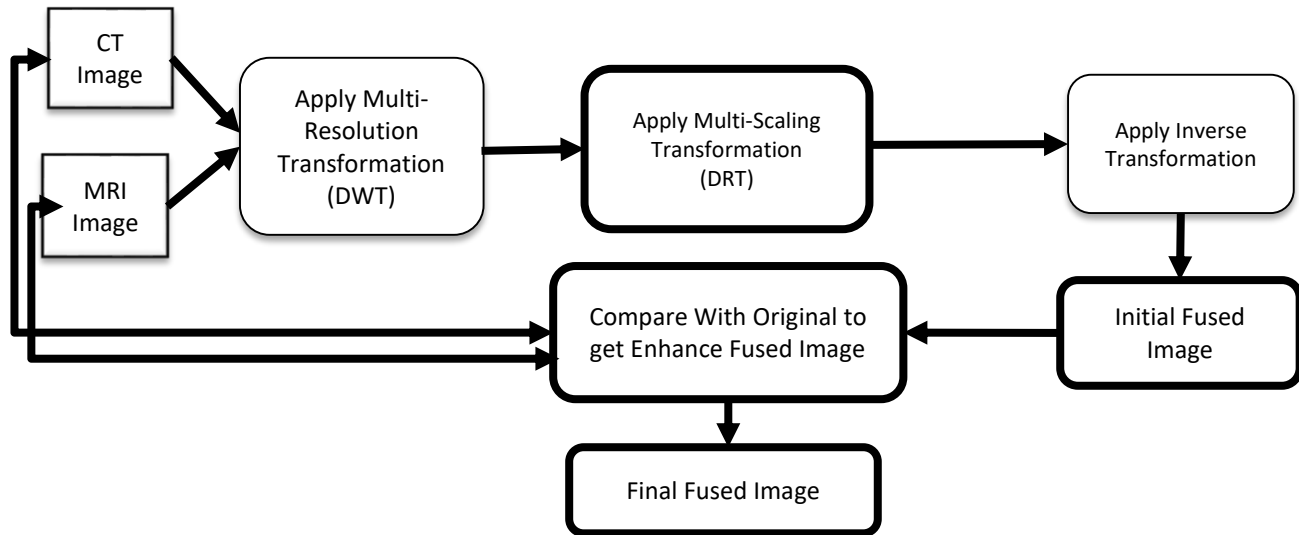 CT
Image
MRI
Image
Apply Multi-
Resolution
Transformation
(DWT)
Apply Multi-Scaling
Transformation
(DRT)
Apply Inverse
Transformation
Initial Fused
Image
Compare With Original to
get Enhance Fused Image
Final Fused Image